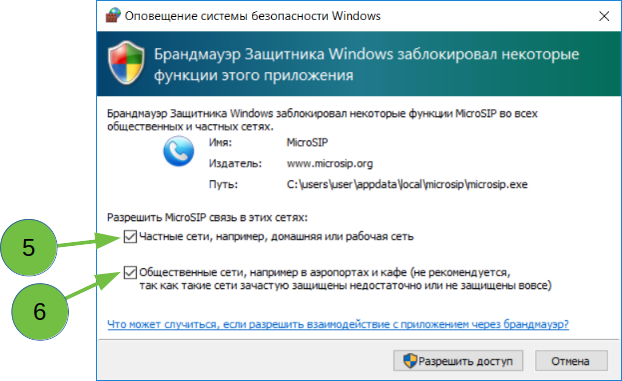 Оповещение системы безопасности Windows
Брандмауэр Защитника Windows заблокировал некоторые
функции этого приложения
Брандмауэр Защитника Windows заблокировал некоторые функции MicroSIP во всех
общественных и частных сетях.
Имя: MicroSIP
Издатель: www.microsip.org
Путь: C:\users\user\appdata\local\microsip\microsip.exe
Разрешить MicroSIP связь в этих сетях:
5 Частные сети, например, домашняя или рабочая сеть
6 Общественные сети, например в аэропортах и кафе (не рекомендуется,
так как такие сети зачастую защищены недостаточно или не защищены вовсе)
Что может случиться, если разрешить взаимодействие с приложением через брандмауэр?
Разрешить доступ Отмена